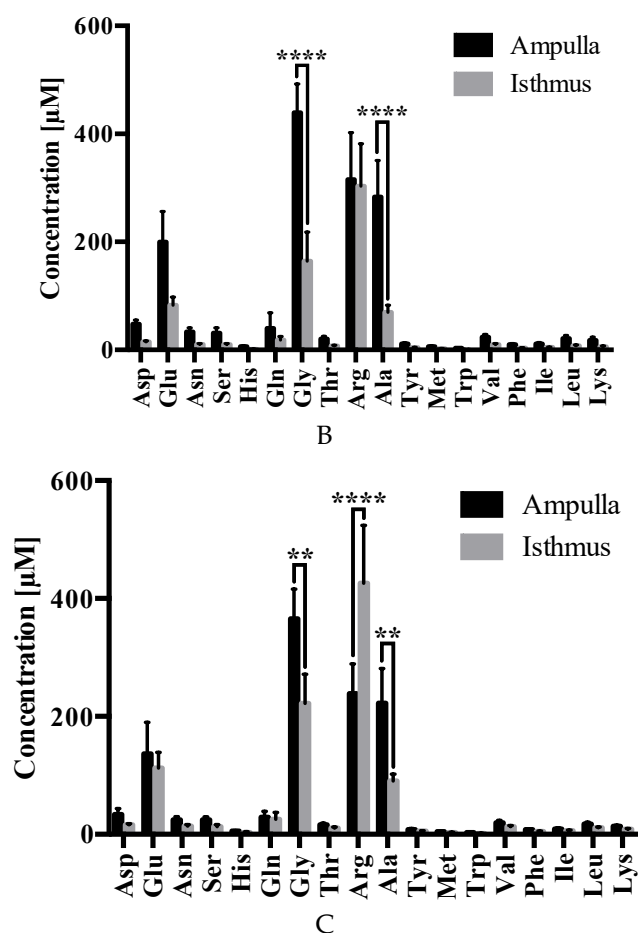 600
Ampulla
Isthmus
****
****
400
200
0
Concentration [µM]
Asp Glu Asn Ser His Gln Gly Thr Arg Ala Tyr Met Trp Val Phe Ile Leu Lys
B
600
Ampulla
Isthmus
****
**
**
400
200
0
Concentration [µM]
Asp Glu Asn Ser His Gln Gly Thr Arg Ala Tyr Met Trp Val Phe Ile Leu Lys
C